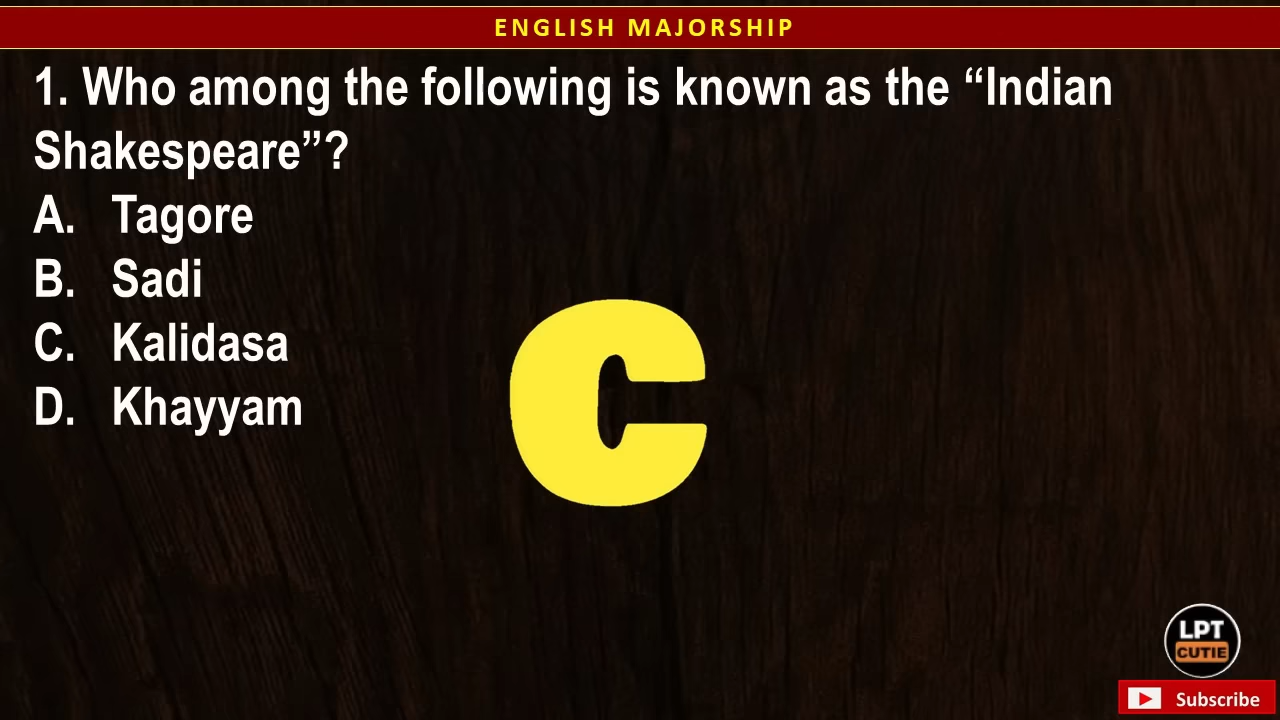 ENGLISH MAJORSHIP
1. Who among the following is known as the “Indian
Shakespeare”?
A. Tagore
B. Sadi
C. Kalidasa
D. Khayyam
C
LPT
CUTIE
Subscribe